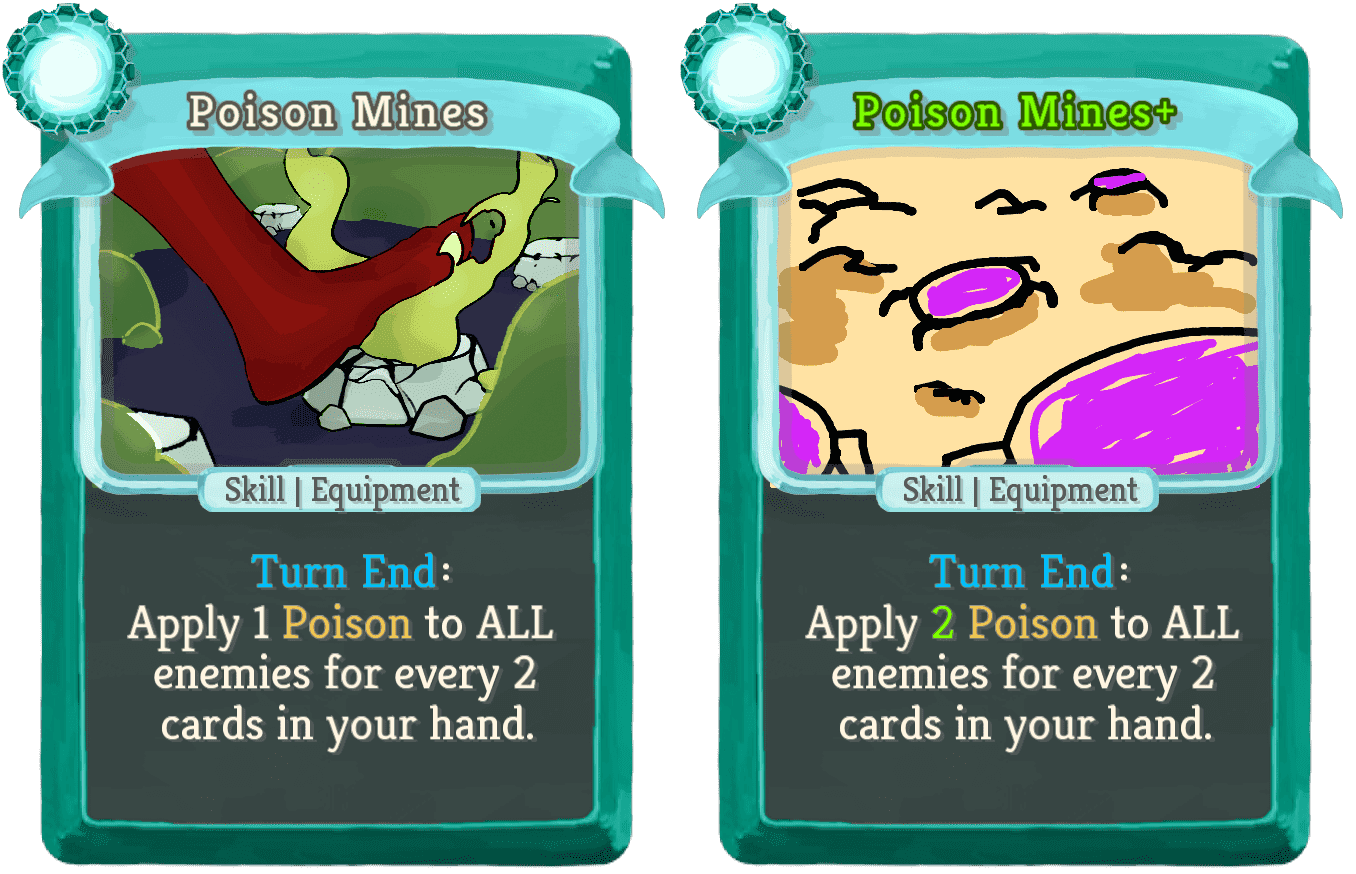 Poison Mines
Skill | Equipment
Turn End:
Apply 1 Poison to ALL
enemies for every 2
cards in your hand.
Poison Mines+
Skill | Equipment
Turn End:
Apply 2 Poison to ALL
enemies for every 2
cards in your hand.